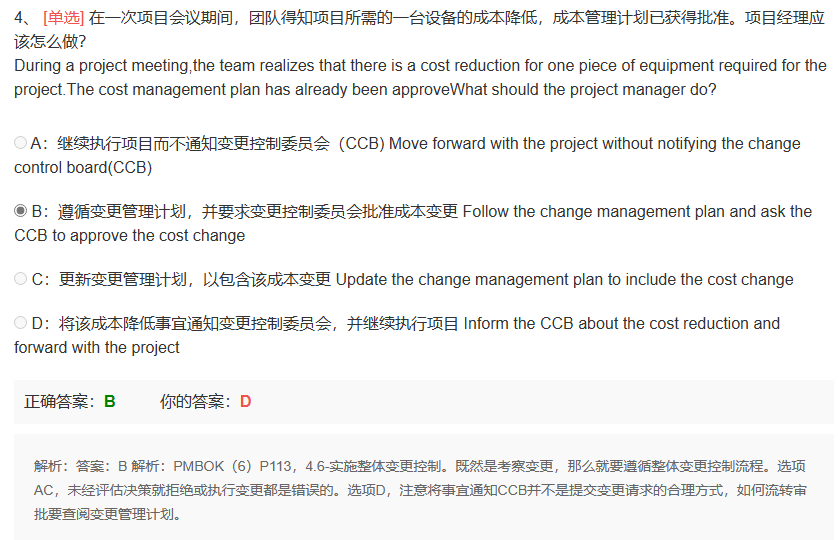 4、 [单选] 在一次项目会议期间，团队得知项目所需的一台设备的成本降低，成本管理计划已获得批准。项目经理应
该怎么做？
During a project meeting,the team realizes that there is a cost reduction for one piece of equipment required for the
project.The cost management plan has already been approveWhat should the project manager do?
A：继续执行项目而不通知变更控制委员会（CCB) Move forward with the project without notifying the change
control board(CCB)
B：遵循变更管理计划，并要求变更控制委员会批准成本变更 Follow the change management plan and ask the
CCB to approve the cost change
C：更新变更管理计划，以包含该成本变更 Update the change management plan to include the cost change
D：将该成本降低事宜通知变更控制委员会，并继续执行项目 Inform the CCB about the cost reduction and
forward with the project
正确答案：B 你的答案：D
解析：答案：B 解析：PMBOK（6）P113，4.6-实施整体变更控制。既然是考察变更，那么就要遵循整体变更控制流程。选项
AC，未经评估决策就拒绝或执行变更都是错误的。选项D，注意将事宜通知CCB并不是提交变更请求的合理方式，如何流转审
批要查阅变更管理计划。